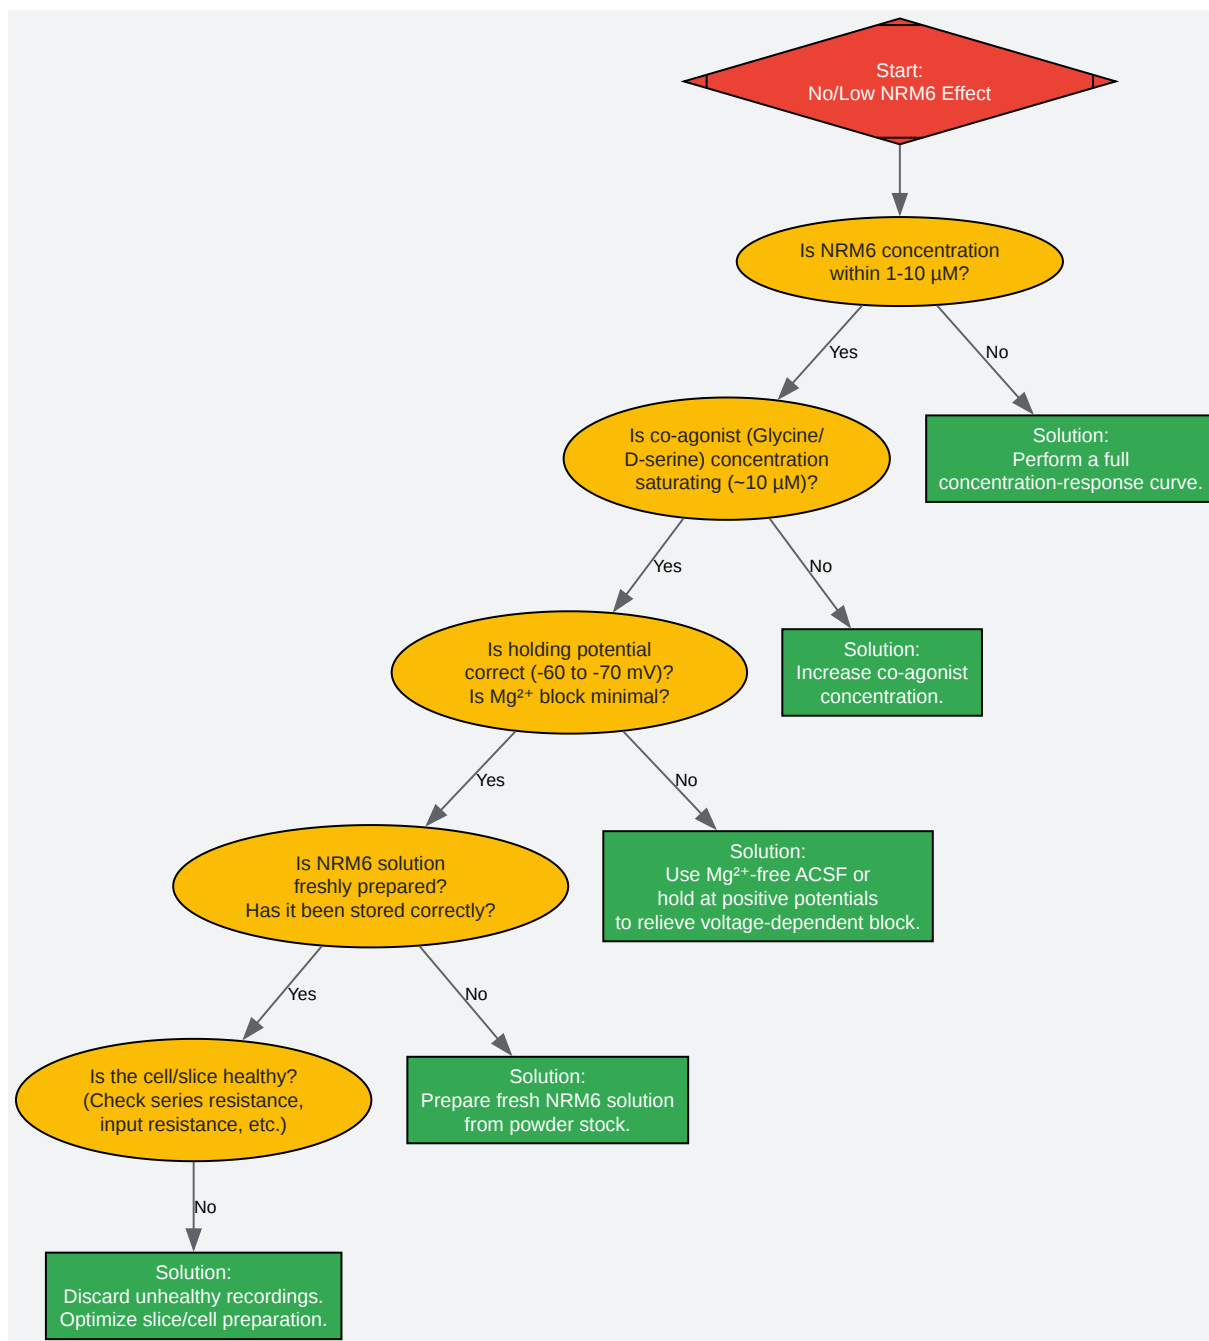 Start:
No/Low NRM6 Effect
Is NRM6 concentration
within 1-10 µM?
Yes
No
Is co-agonist (Glycine/
D-serine) concentration
saturating (~10 µM)?
Solution:
Perform a full
concentration-response curve.
Yes
No
Is holding potential
correct (-60 to -70 mV)?
Is Mg²⁺ block minimal?
Solution:
Increase co-agonist
concentration.
Yes
No
Is NRM6 solution
freshly prepared?
Has it been stored correctly?
Solution:
Use Mg²⁺-free ACSF or
hold at positive potentials
to relieve voltage-dependent block.
Yes
No
Is the cell/slice healthy?
(Check series resistance,
input resistance, etc.)
Solution:
Prepare fresh NRM6 solution
from powder stock.
No
Solution:
Discard unhealthy recordings.
Optimize slice/cell preparation.